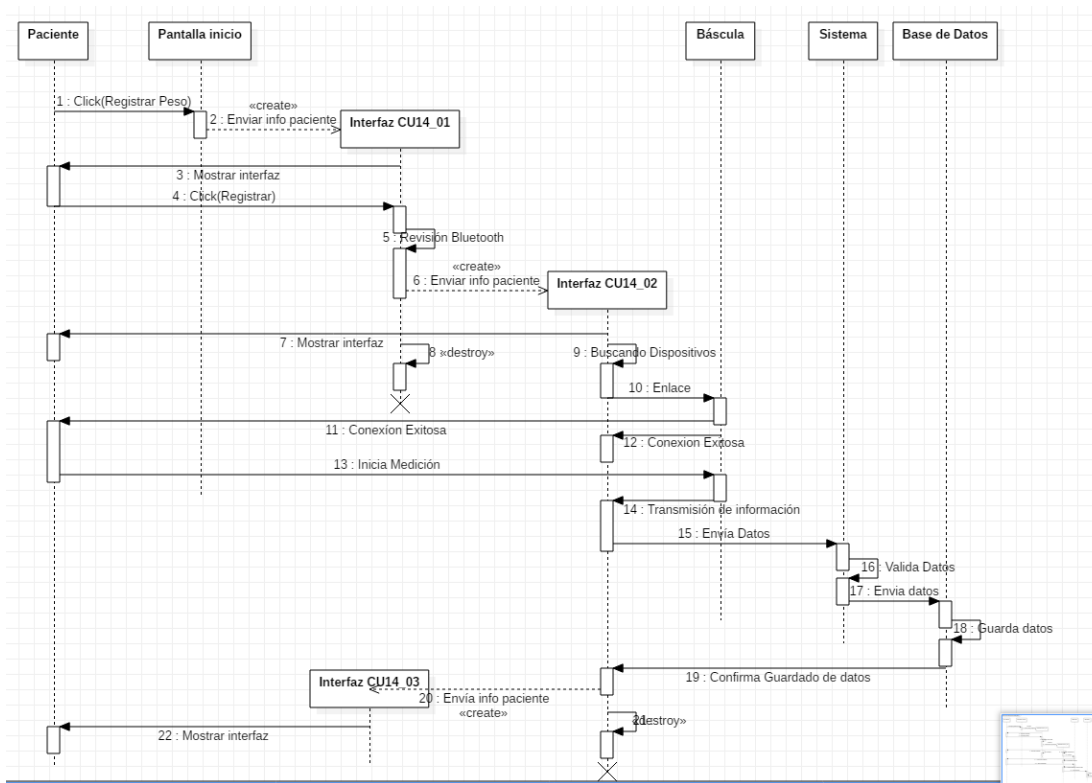 Paciente
Pantalla inicio
Báscula
Sistema
Base de Datos
1 : Click(Registrar Peso)
«create»
2 : Enviar info paciente
Interfaz CU14_01
3 : Mostrar interfaz
4 : Click(Registrar)
5 : Revisión Bluetooth
«create»
6 : Enviar info paciente
Interfaz CU14_02
7 : Mostrar interfaz
8 : «destroy»
9 : Buscando Dispositivos
10 : Enlace
11 : Conexíon Exitosa
12 : Conexion Exitosa
13 : Inicia Medición
14 : Transmisión de información
15 : Envía Datos
16 : Valida Datos
17 : Envia datos
18 : Guarda datos
19 : Confirma Guardado de datos
Interfaz CU14_03
20 : Envía info paciente
«create»
21 : «destroy»
22 : Mostrar interfaz